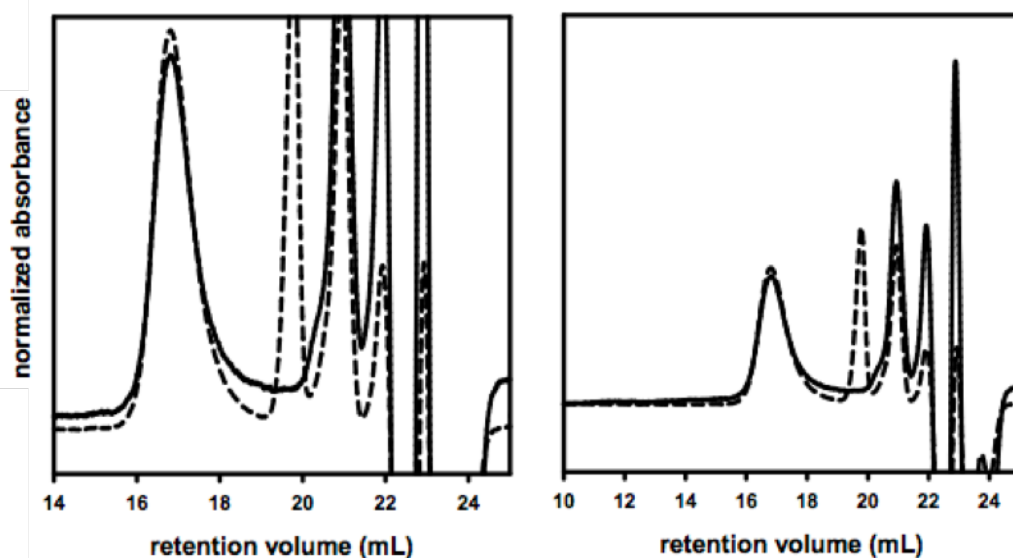 normalized absorbance
14 16 18 20 22 24
retention volume (mL)
10 12 14 16 18 20 22 24
retention volume (mL)